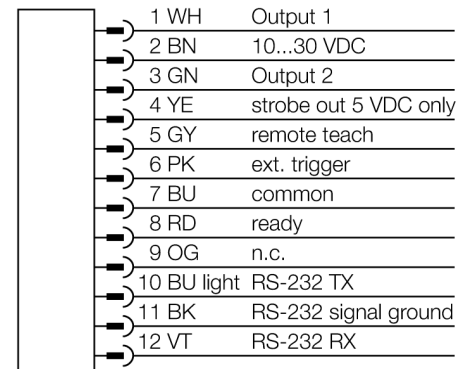 1 WH Output 1
2 BN 10...30 VDC
3 GN Output 2
4 YE strobe out 5 VDC only
5 GY remote teach
6 PK ext. trigger
7 BU common
8 RD ready
9 OG n.c.
10 BU light RS-232 TX
11 BK RS-232 signal ground
12 VT RS-232 RX